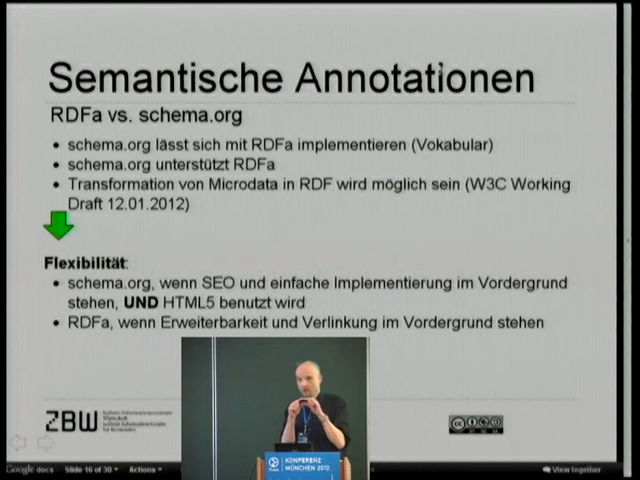 Semantische Annotationen
RDFa vs. schema.org
• schema.org lässt sich mit RDFa implementieren (Vokabular)
• schema.org unterstützt RDFa
• Transformation von Microdata in RDF wird möglich sein (W3C Working
Draft 12.01.2012)
Flexibilität:
• schema.org, wenn SEO und einfache Implementierung im Vordergrund
stehen, UND HTML5 benutzt wird
• RDFa, wenn Erweiterbarkeit und Verlinkung im Vordergrund stehen
ZBW
KONFERENZ
MÜNCHEN 2012
Google docs Slide 16 of 30 Actions View together